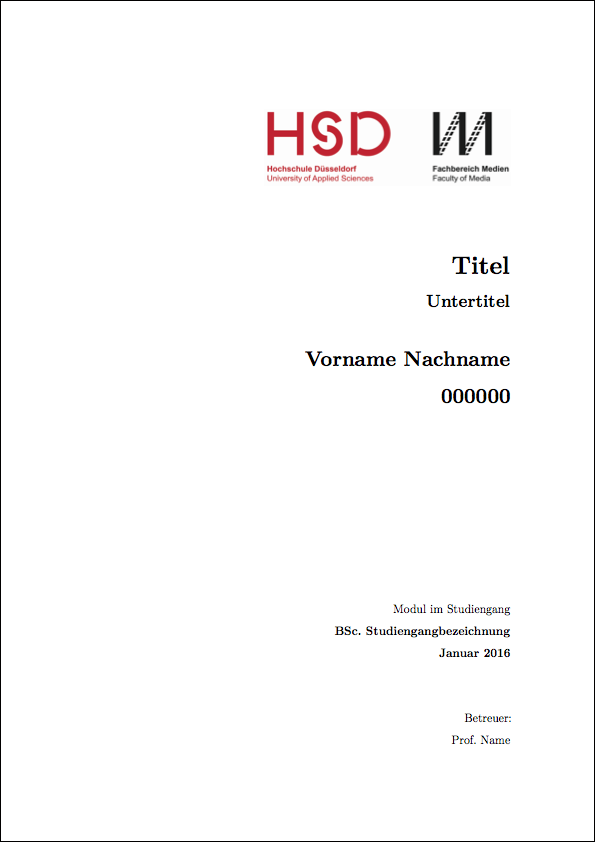 HSD
Hochschule Düsseldorf
University of Applied Sciences
M
Fachbereich Medien
Faculty of Media
Titel
Untertitel
Vorname Nachname
000000
Modul im Studiengang
BSc. Studiengangbezeichnung
Januar 2016
Betreuer:
Prof. Name